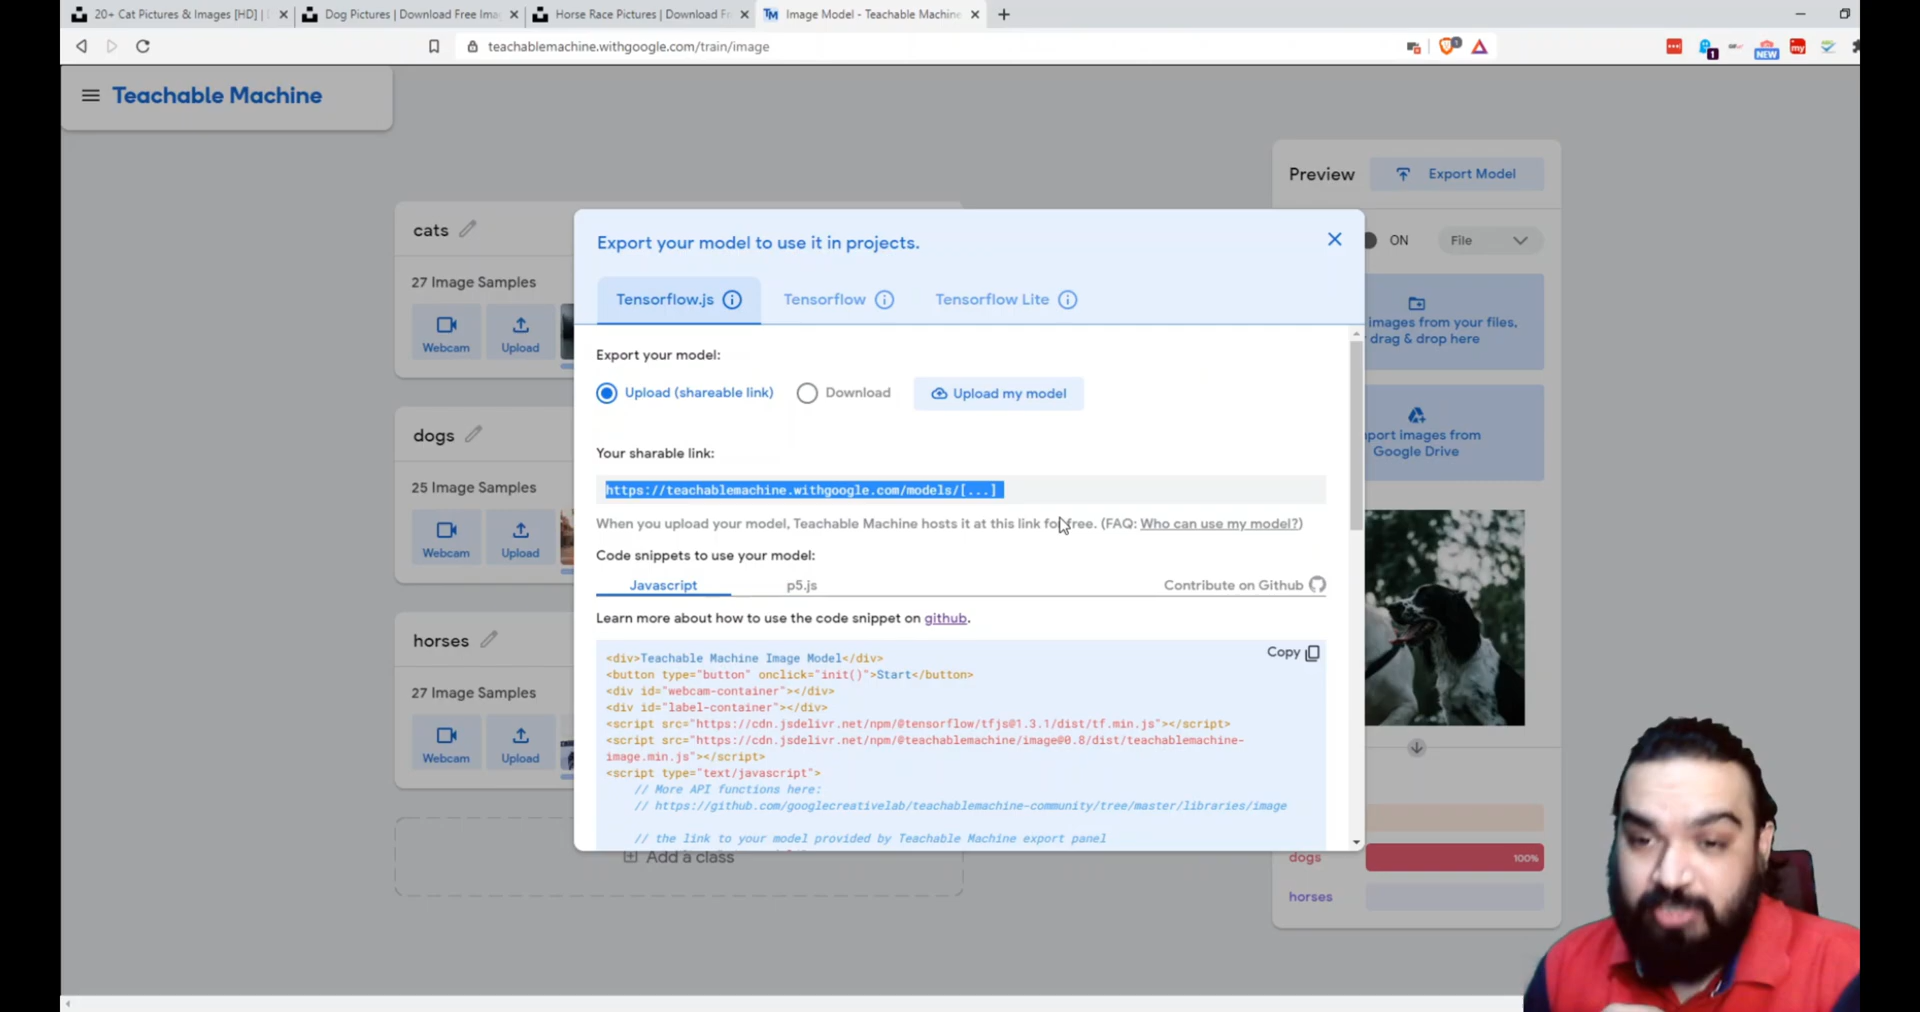 20+ Cat Pictures & Images [HD] |
Dog Pictures | Download Free Ima
Horse Race Pictures | Download Fr
TM Image Model - Teachable Machine
teachablemachine.withgoogle.com/train/image
1
1
NEW
my
Teachable Machine
Preview
Export Model
cats
27 Image Samples
Webcam
Upload
dogs
25 Image Samples
Webcam
Upload
horses
27 Image Samples
Webcam
Upload
Add a class
Export your model to use it in projects.
Tensorflow.js
Tensorflow
Tensorflow Lite
Export your model:
Upload (shareable link)
Download
Upload my model
Your sharable link:
https://teachablemachine.withgoogle.com/models/[...]
When you upload your model, Teachable Machine hosts it at this link for free. (FAQ: Who can use my model?)
Code snippets to use your model:
Javascript
p5.js
Contribute on Github
Learn more about how to use the code snippet on github.
Copy
<div>Teachable Machine Image Model</div>
<button type="button" onclick="init()">Start</button>
<div id="webcam-container"></div>
<div id="label-container"></div>
<script src="https://cdn.jsdelivr.net/npm/@tensorflow/tfjs@1.3.1/dist/tf.min.js"></script>
<script src="https://cdn.jsdelivr.net/npm/@teachablemachine/image@0.8/dist/teachablemachine-
image.min.js"></script>
<script type="text/javascript">
// More API functions here:
// https://github.com/googlecreativelab/teachablemachine-community/tree/master/libraries/image
// the link to your model provided by Teachable Machine export panel
ON
File
images from your files,
drag & drop here
port images from
Google Drive
dogs
100%
horses